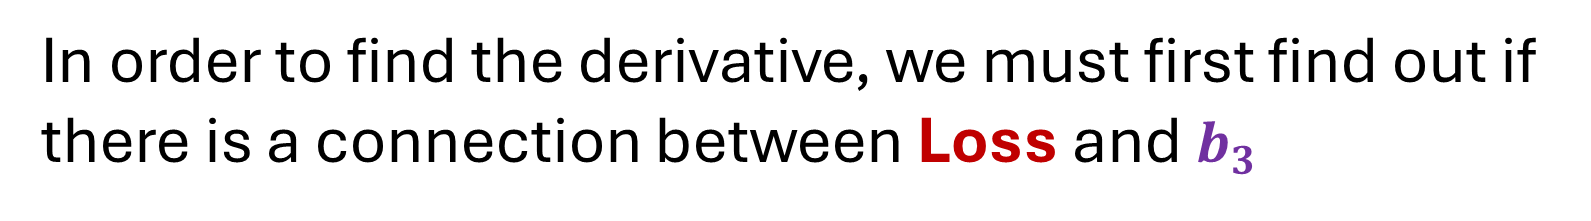 In order to find the derivative, we must first find out if
there is a connection between Loss and b₃